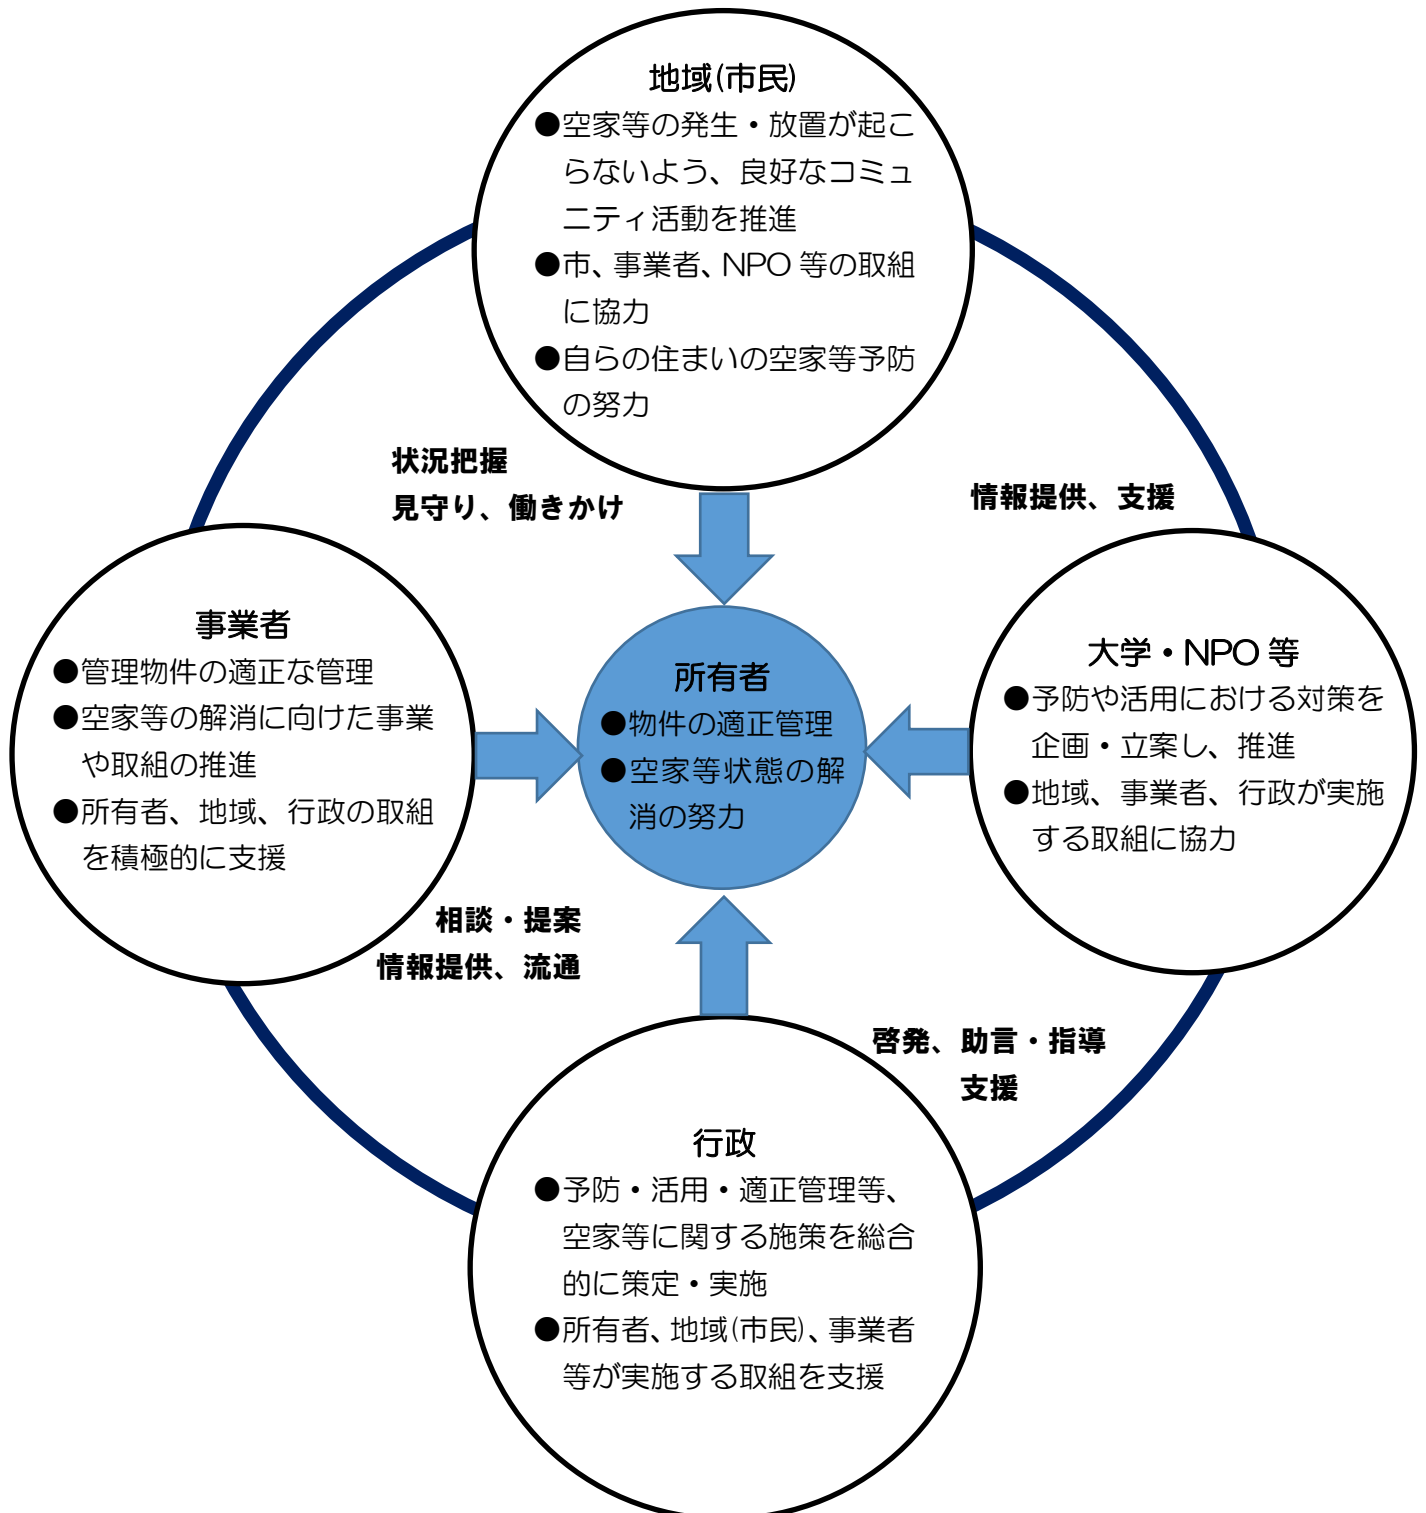 地域(市民)
●空家等の発生・放置が起こ
らないよう、良好なコミュ
ニティ活動を推進
●市、事業者、NPO 等の取組
に協力
●自らの住まいの空家等予防
の努力
状況把握
見守り、働きかけ
情報提供、支援
事業者
●管理物件の適正な管理
●空家等の解消に向けた事業
や取組の推進
●所有者、地域、行政の取組
を積極的に支援
所有者
●物件の適正管理
●空家等状態の解
消の努力
大学・NPO 等
●予防や活用における対策を
企画・立案し、推進
●地域、事業者、行政が実施
する取組に協力
相談・提案
情報提供、流通
啓発、助言・指導
支援
行政
●予防・活用・適正管理等、
空家等に関する施策を総合
的に策定・実施
●所有者、地域(市民)、事業者
等が実施する取組を支援